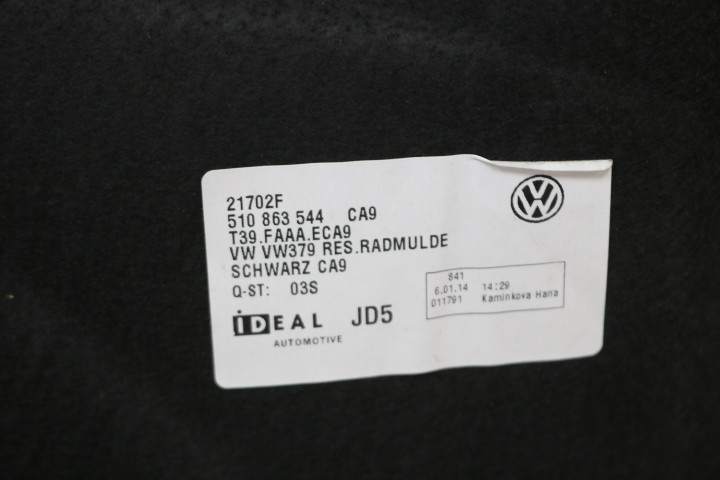 21702F
510 863 544 CA9
T39.FAAA.ECA9
VW VW379 RES.RADMULDE
SCHWARZ CA9
Q-ST: 03S
841
6.01.14 14:29
011791 Kaminkova Hana
iDEAL JD5
AUTOMOTIVE